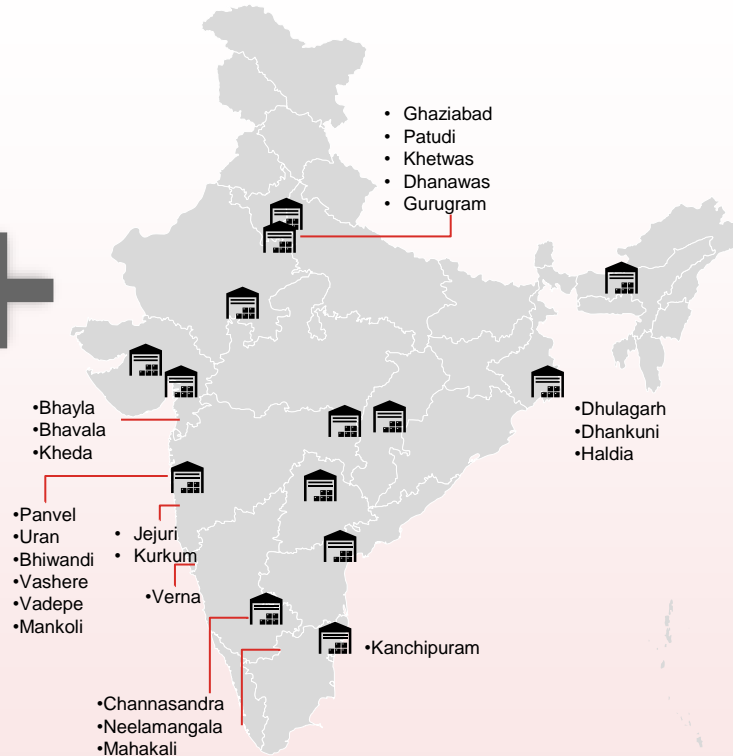 • Ghaziabad
• Patudi
• Khetwas
• Dhanawas
• Gurugram
•Bhayla
•Bhavala
•Kheda
•Dhulagarh
•Dhankuni
•Haldia
•Panvel
•Uran
•Bhiwandi
•Vashere
•Vadepe
•Mankoli
• Jejuri
• Kurkum
•Verna
•Kanchipuram
•Channasandra
•Neelamangala
•Mahakali